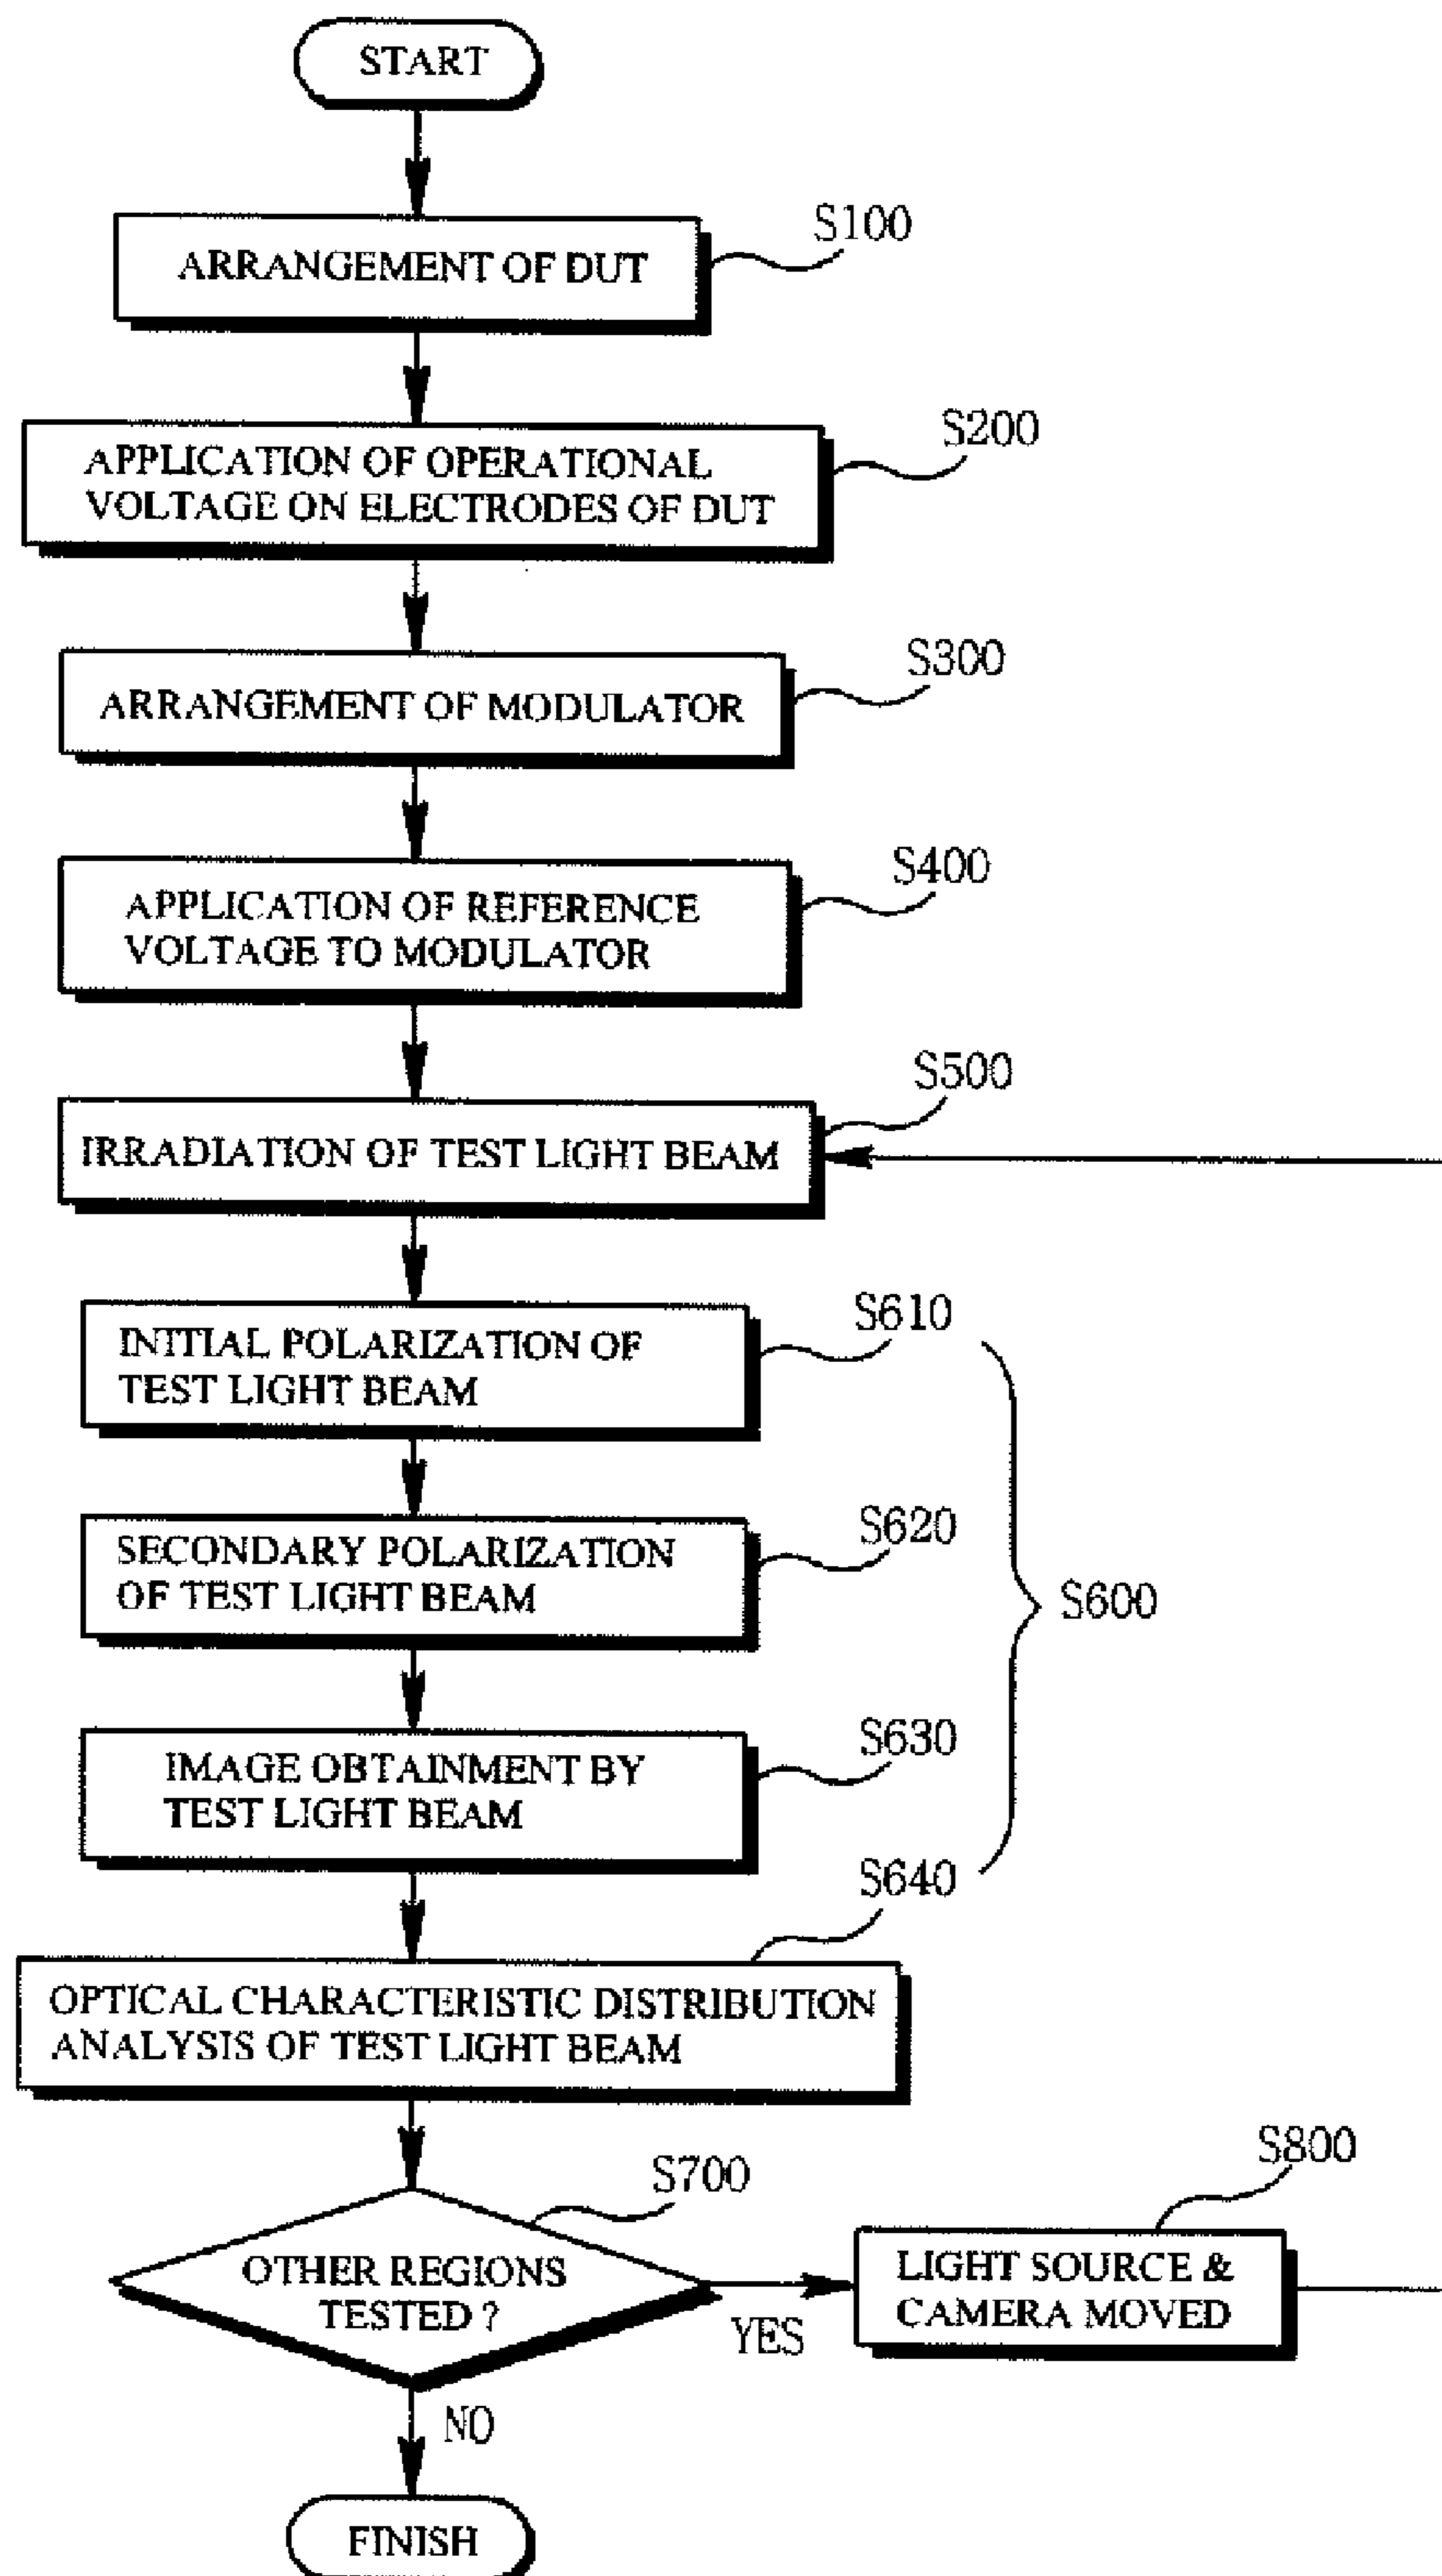 START
S100
ARRANGEMENT OF DUT
S200
APPLICATION OF OPERATIONAL
VOLTAGE ON ELECTRODES OF DUT
S300
ARRANGEMENT OF MODULATOR
S400
APPLICATION OF REFERENCE
VOLTAGE TO MODULATOR
S500
IRRADIATION OF TEST LIGHT BEAM
S610
INITIAL POLARIZATION OF
TEST LIGHT BEAM
S620
SECONDARY POLARIZATION
OF TEST LIGHT BEAM
S600
S630
IMAGE OBTAINMENT BY
TEST LIGHT BEAM
S640
OPTICAL CHARACTERISTIC DISTRIBUTION
ANALYSIS OF TEST LIGHT BEAM
S700
OTHER REGIONS
TESTED ?
YES
S800
LIGHT SOURCE &
CAMERA MOVED
NO
FINISH